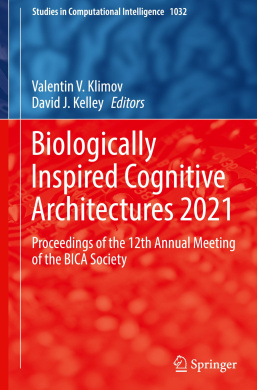 Studies in Computational Intelligence 1032
Valentin V. Klimov
David J. Kelley Editors
Biologically
Inspired Cognitive
Architectures 2021
Proceedings of the 12th Annual Meeting
of the BICA Society
Springer